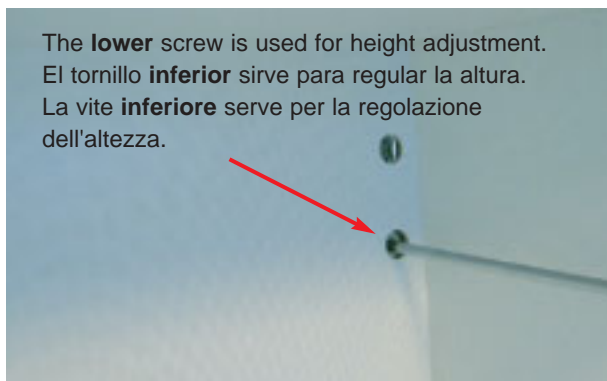 The lower screw is used for height adjustment.
El tornillo inferior sirve para regular la altura.
La vite inferiore serve per la regolazione
dell'altezza.